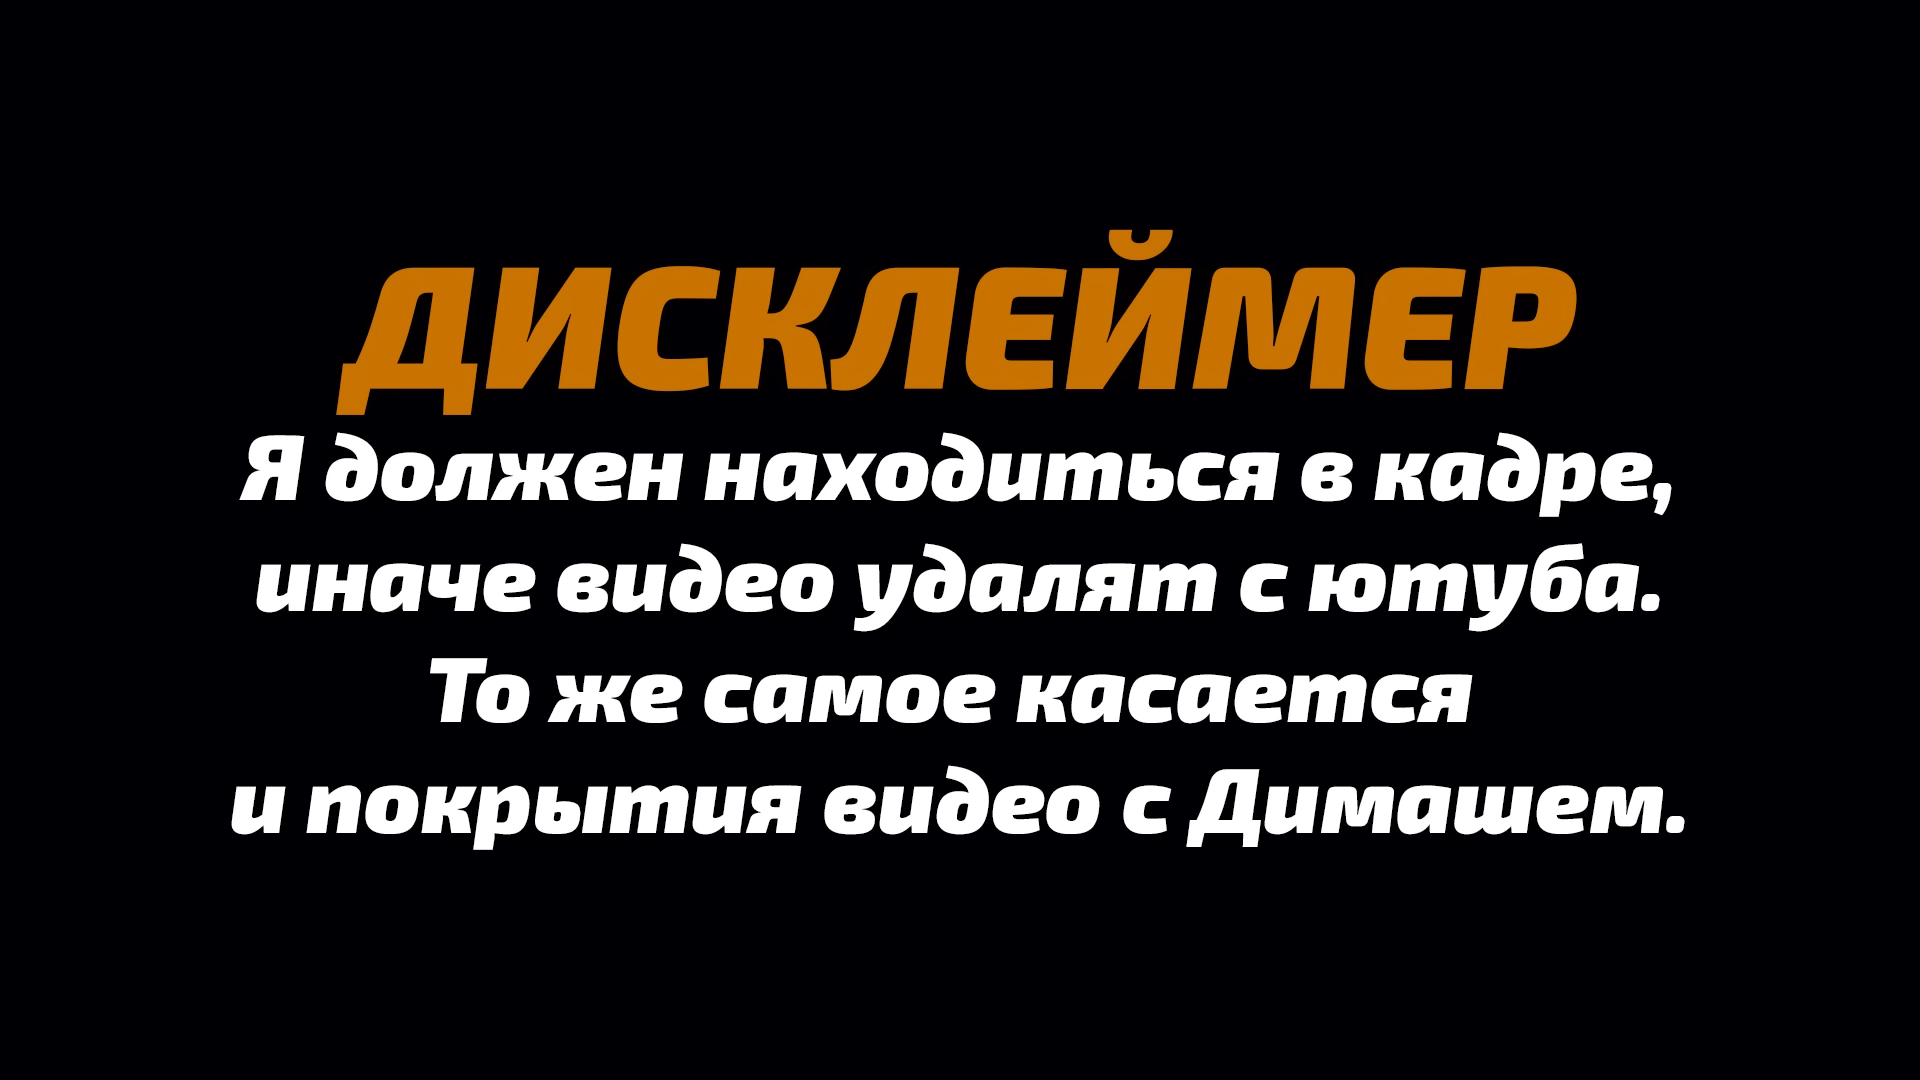 ДИСКЛЕЙМЕР
Я должен находиться в кадре,
иначе видео удалят с ютуба.
То же самое касается
и покрытия видео с Димашем.